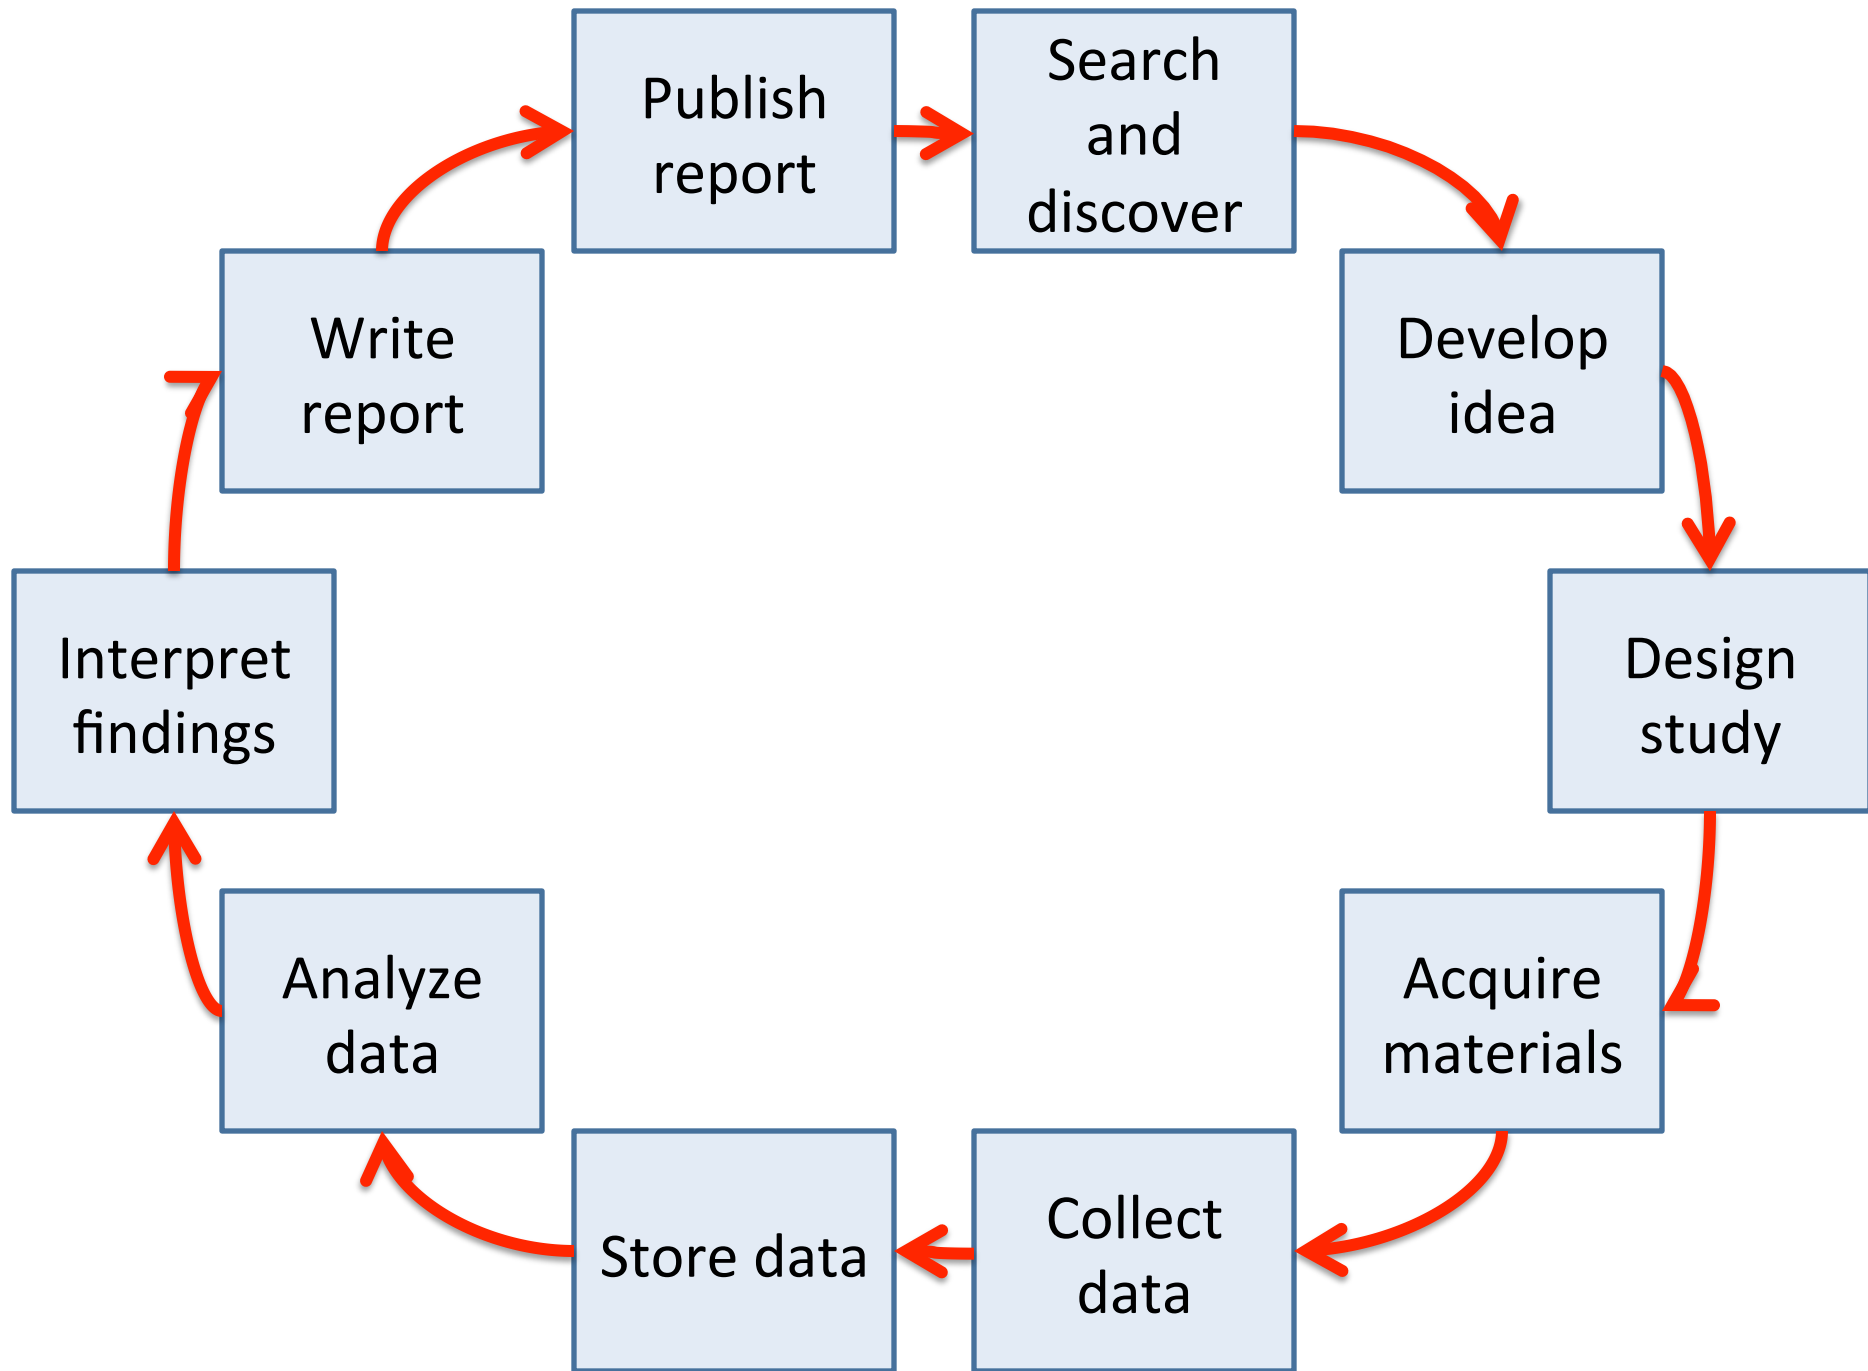 Publish
report
Search
and
discover
Develop
idea
Design
study
Acquire
materials
Collect
data
Store data
Analyze
data
Interpret
findings
Write
report